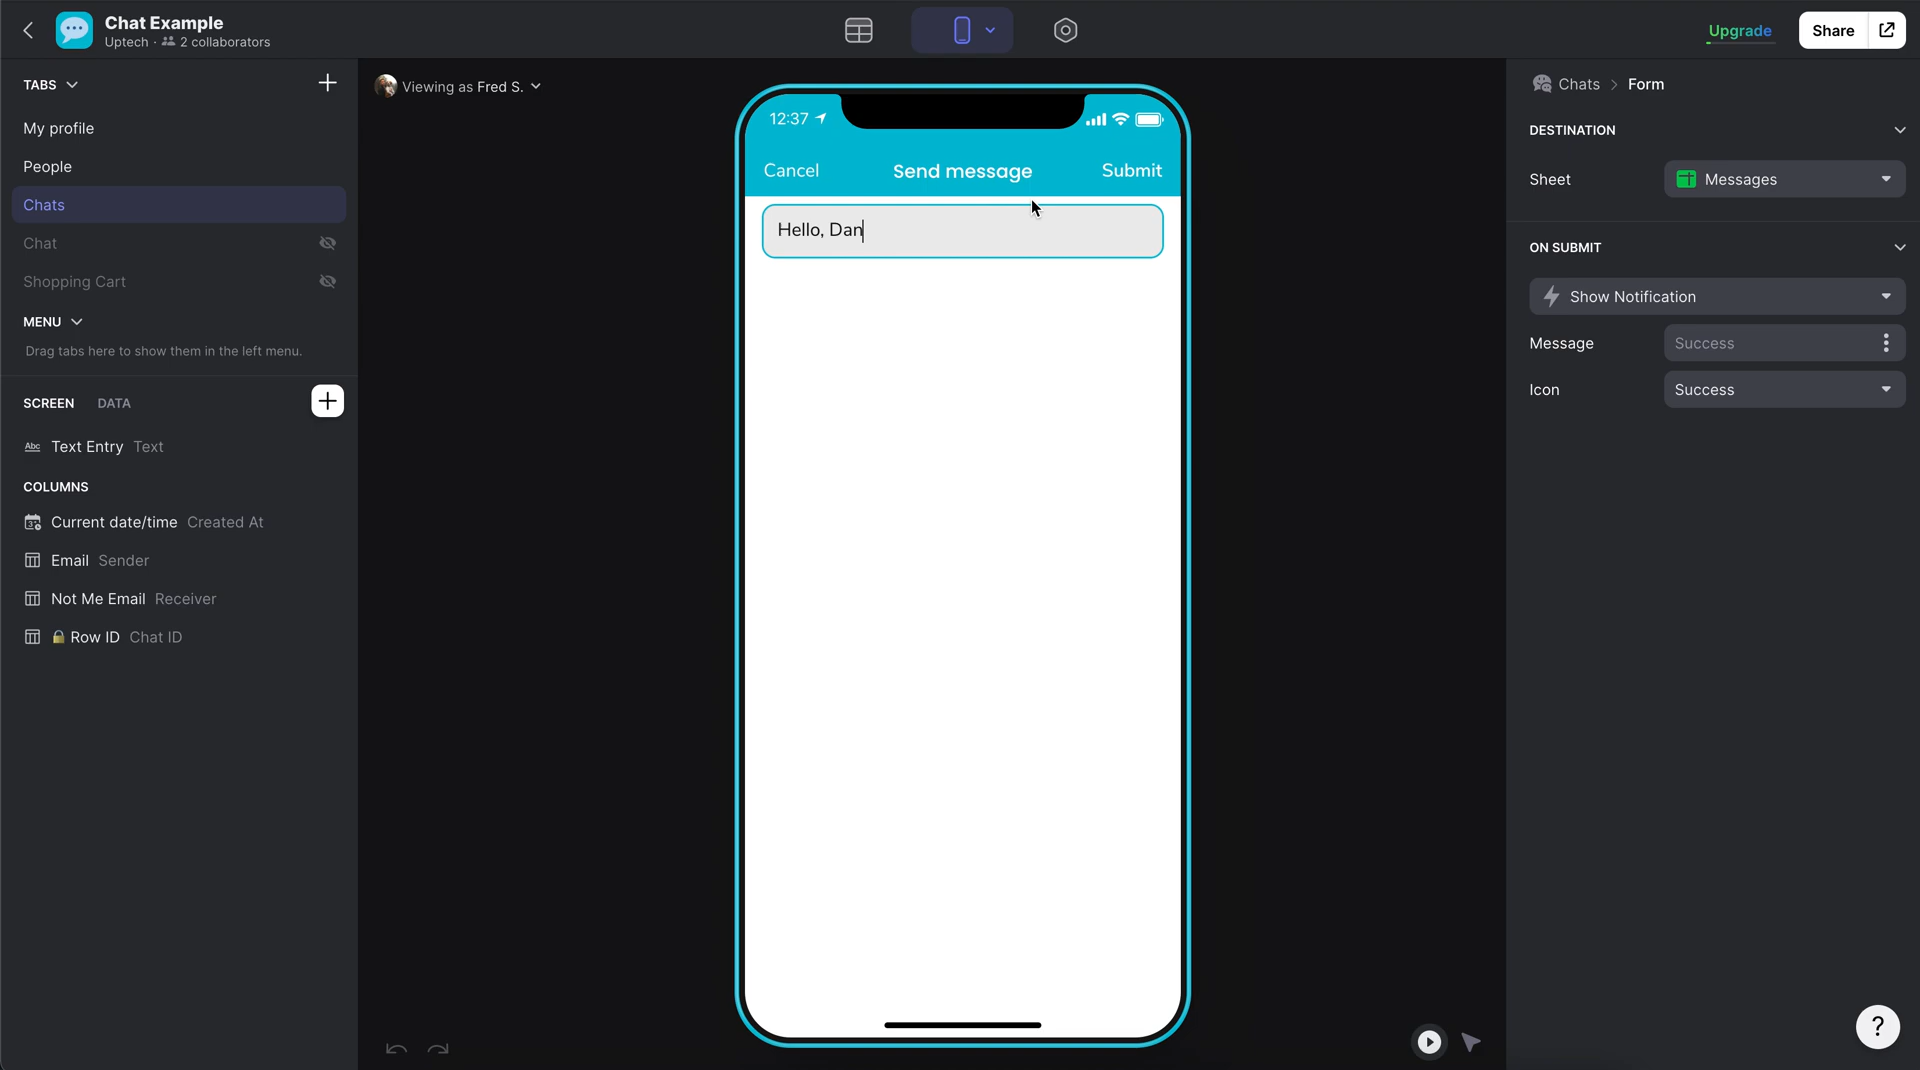 Chat Example
Uptech · 2 collaborators
Upgrade
Share
TABS
My profile
People
Chats
Chat
Shopping Cart
MENU
Drag tabs here to show them in the left menu.
SCREEN DATA
Abc Text Entry Text
COLUMNS
Current date/time Created At
Email Sender
Not Me Email Receiver
Row ID Chat ID
Viewing as Fred S.
12:37
Cancel Send message Submit
Hello, Dan
Chats > Form
DESTINATION
Sheet Messages
ON SUBMIT
Show Notification
Message Success
Icon Success
?